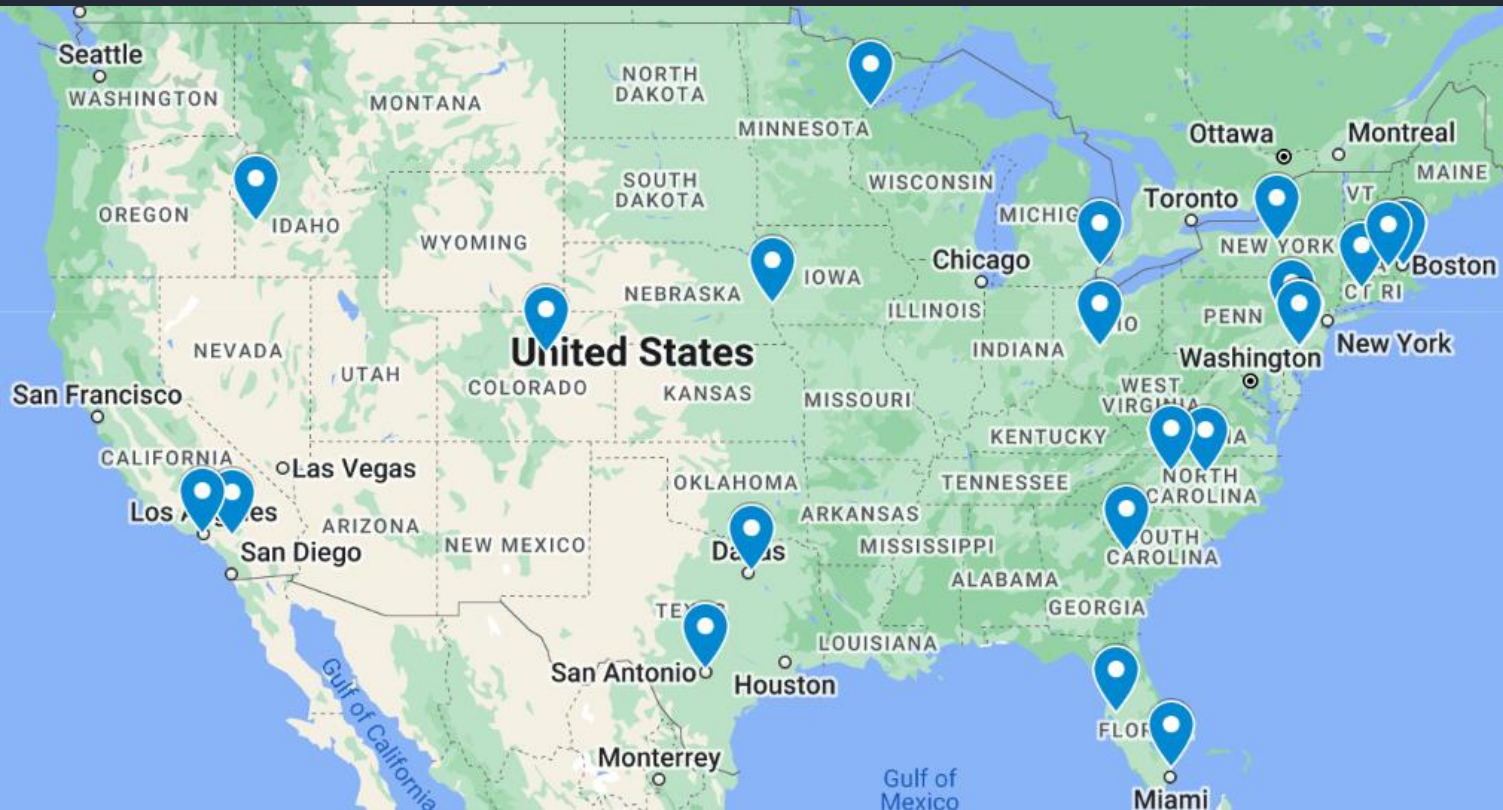 Seattle
WASHINGTON
MONTANA
NORTH
DAKOTA
MINNESOTA
Ottawa
Montreal
MAINE
VT
OREGON
IDAHO
SOUTH
DAKOTA
WISCONSIN
MICHIG
Toronto
WYOMING
NEW YORK
Boston
Chicago
IOWA
NEBRASKA
CT RI
ILLINOIS
PENN
New York
NEVADA
United States
INDIANA
Washington
UTAH
COLORADO
KANSAS
MISSOURI
WEST
VIRGINIA
San Francisco
KENTUCKY
CALIFORNIA
Las Vegas
OKLAHOMA
TENNESSEE
NORTH
CAROLINA
ARIZONA
NEW MEXICO
ARKANSAS
MISSISSIPPI
San Diego
CAROLINA
ALABAMA
GEORGIA
LOUISIANA
San Antonio
Houston
Gulf of California
Monterrey
Gulf of
Mexico
Miami